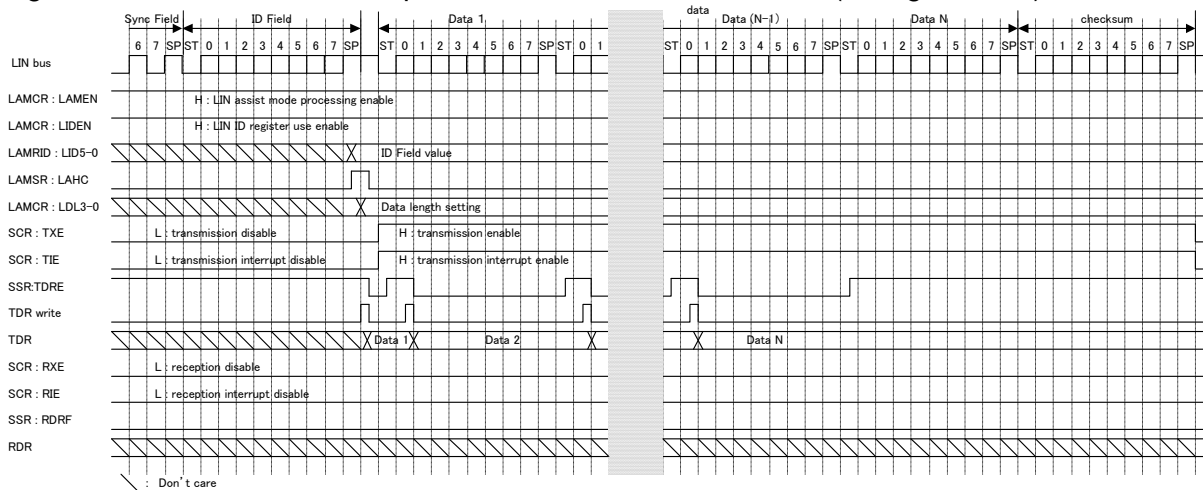 data
Sync Field ID Field Data 1 Data (N-1) Data N checksum
6 7 SP ST 0 1 2 3 4 5 6 7 SP ST 0 1 2 3 4 5 6 7 SP ST 0 1 ST 0 1 2 3 4 5 6 7 SP ST 0 1 2 3 4 5 6 7 SP ST 0 1 2 3 4 5 6 7 SP
LIN bus
LAMCR : LAMEN H : LIN assist mode processing enable
LAMCR : LIDEN H : LIN ID register use enable
LAMRID : LID5-0 ID Field value
LAMSR : LAHC
LAMCR : LDL3-0 Data length setting
SCR : TXE L : transmission disable H : transmission enable
SCR : TIE L : transmission interrupt disable H : transmission interrupt enable
SSR:TDRE
TDR write
TDR Data 1 Data 2 Data N
SCR : RXE L : reception disable
SCR : RIE L : reception interrupt disable
SSR : RDRF
RDR
: Don't care